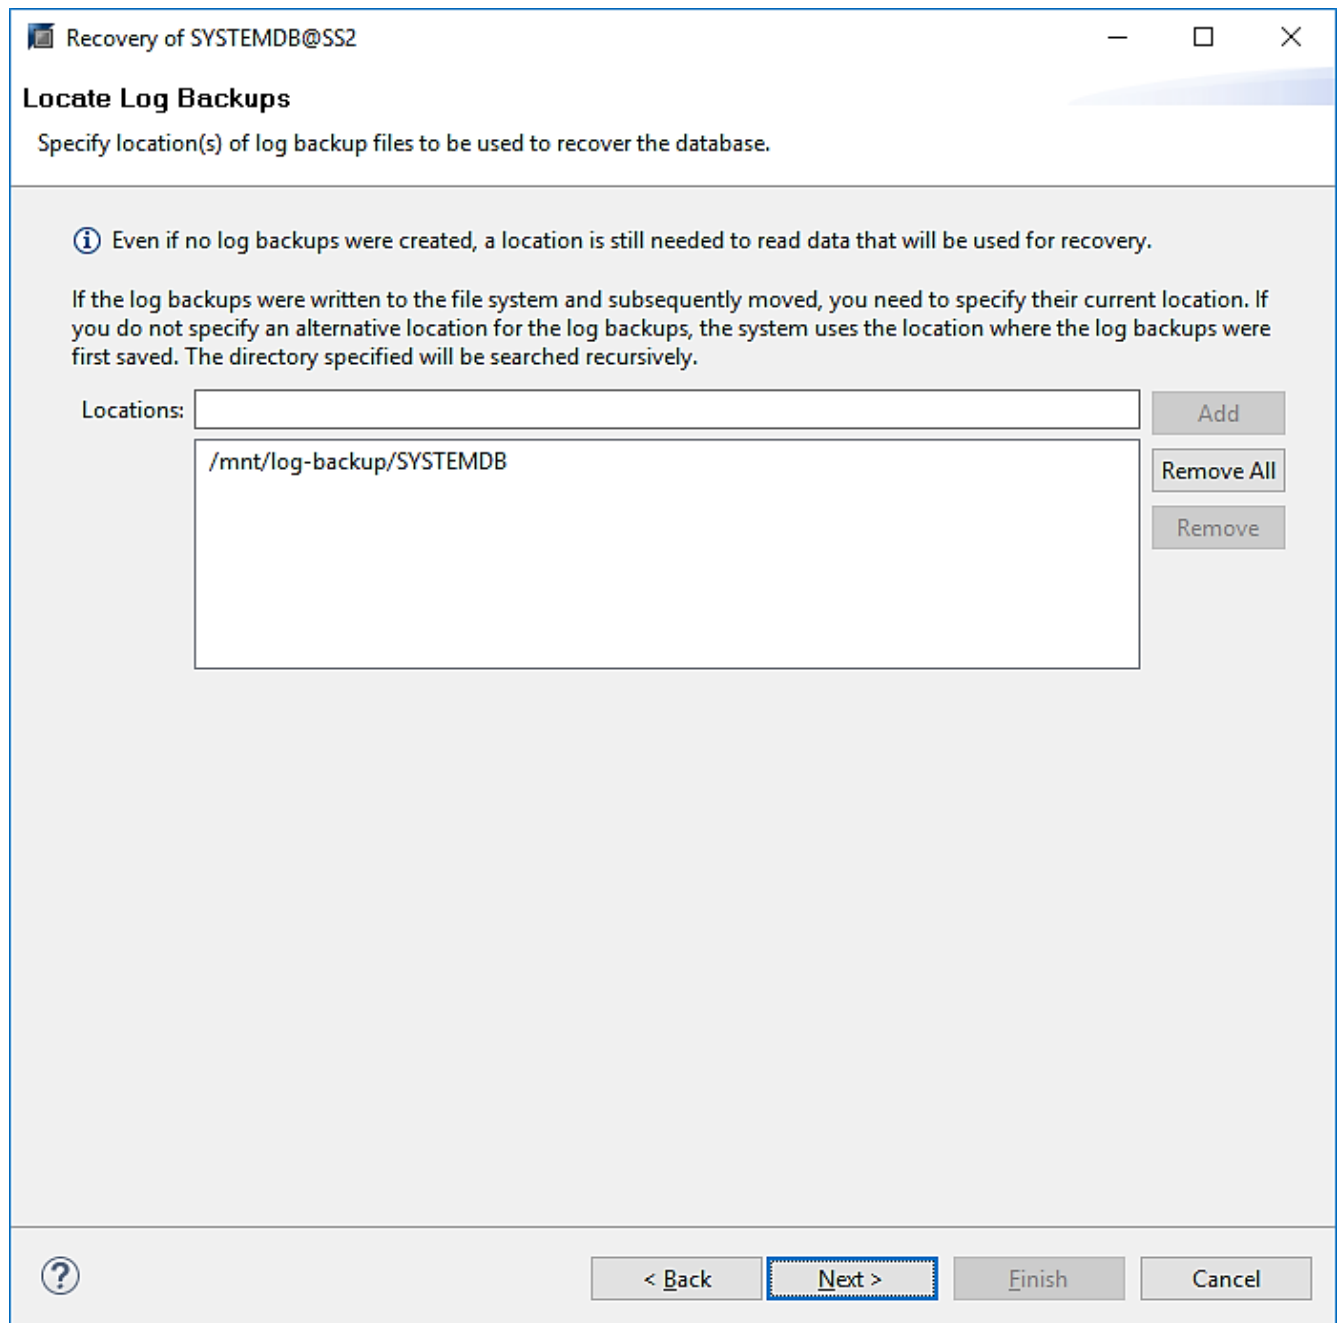 Recovery of SYSTEMDB@SS2
Locate Log Backups
Specify location(s) of log backup files to be used to recover the database.
Even if no log backups were created, a location is still needed to read data that will be used for recovery.
If the log backups were written to the file system and subsequently moved, you need to specify their current location. If
you do not specify an alternative location for the log backups, the system uses the location where the log backups were
first saved. The directory specified will be searched recursively.
Locations:
Add
/mnt/log-backup/SYSTEMDB
Remove All
Remove
?
< Back
Next >
Finish
Cancel